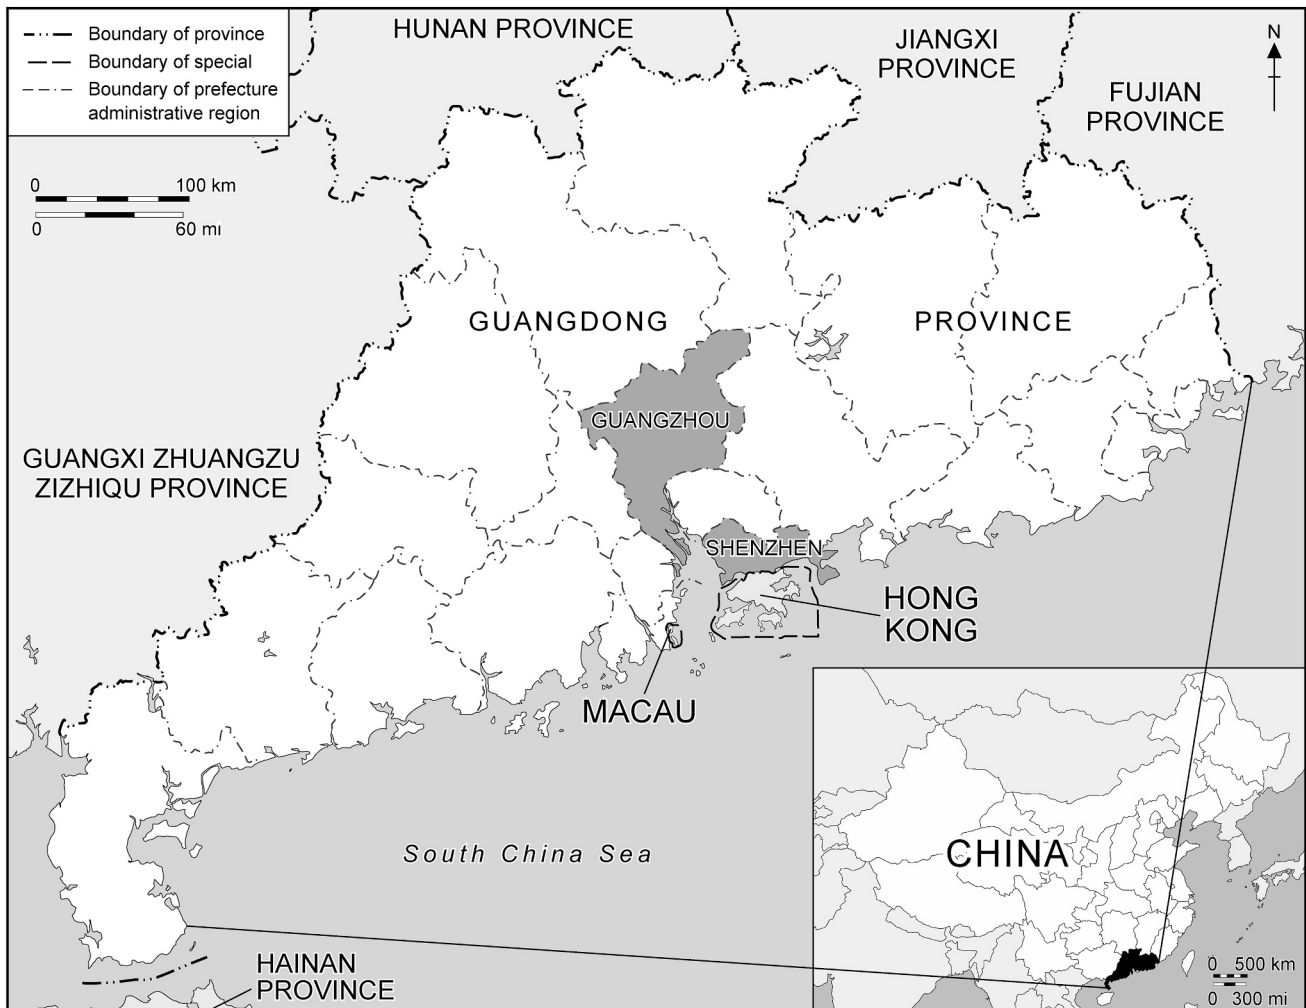 Boundary of province
Boundary of special
Boundary of prefecture
administrative region
HUNAN PROVINCE
JIANGXI
PROVINCE
FUJIAN
PROVINCE
N
0 100 km
0 60 mi
GUANGDONG
PROVINCE
GUANGZHOU
GUANGXI ZHUANGZU
ZIZHIQU PROVINCE
SHENZHEN
HONG
KONG
MACAU
South China Sea
CHINA
HAINAN
PROVINCE
0 500 km
0 300 mi